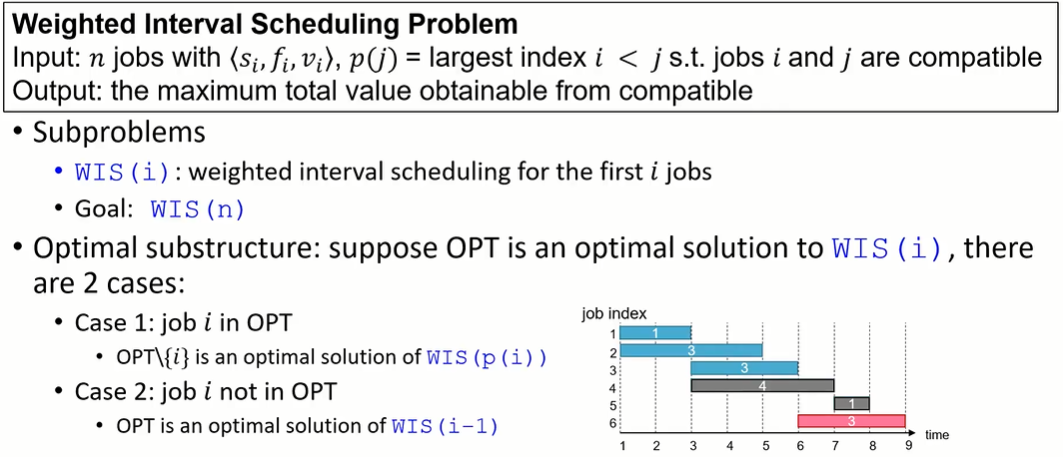 Weighted Interval Scheduling Problem
Input: n jobs with ⟨sᵢ, fᵢ, vᵢ⟩, p(j) = largest index i < j s.t. jobs i and j are compatible
Output: the maximum total value obtainable from compatible
• Subproblems
• WIS(i): weighted interval scheduling for the first i jobs
• Goal: WIS(n)
• Optimal substructure: suppose OPT is an optimal solution to WIS(i), there
are 2 cases:
• Case 1: job i in OPT
• OPT\{i} is an optimal solution of WIS(p(i))
• Case 2: job i not in OPT
• OPT is an optimal solution of WIS(i-1)
job index
1 1
2 3
3 3
4 4
5 1
6 3
1 2 3 4 5 6 7 8 9 time